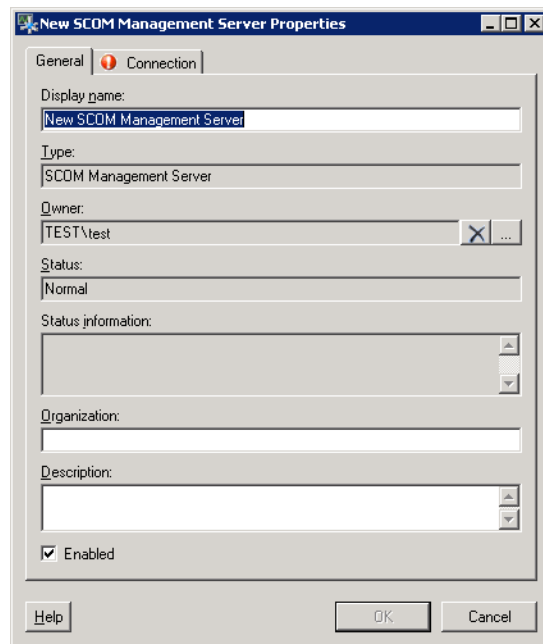 New SCOM Management Server Properties
General
Connection
Display name:
New SCOM Management Server
Type:
SCOM Management Server
Owner:
TEST\test
...
Status:
Normal
Status information:
Organization:
Description:
Enabled
Help
OK
Cancel